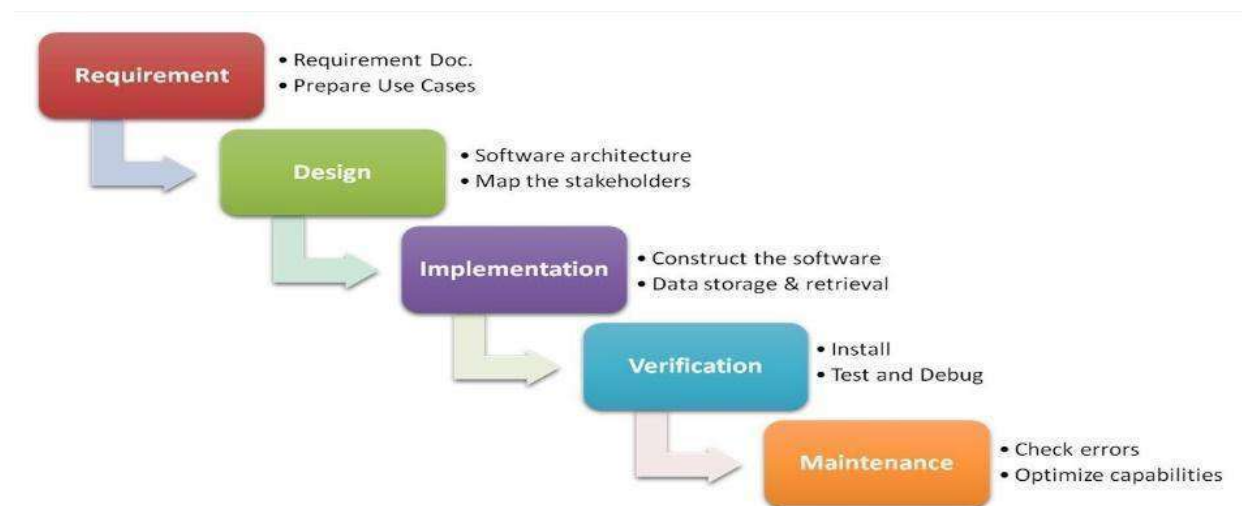 Requirement
• Requirement Doc.
• Prepare Use Cases
Design
• Software architecture
• Map the stakeholders
Implementation
• Construct the software
• Data storage & retrieval
Verification
• Install
• Test and Debug
Maintenance
• Check errors
• Optimize capabilities